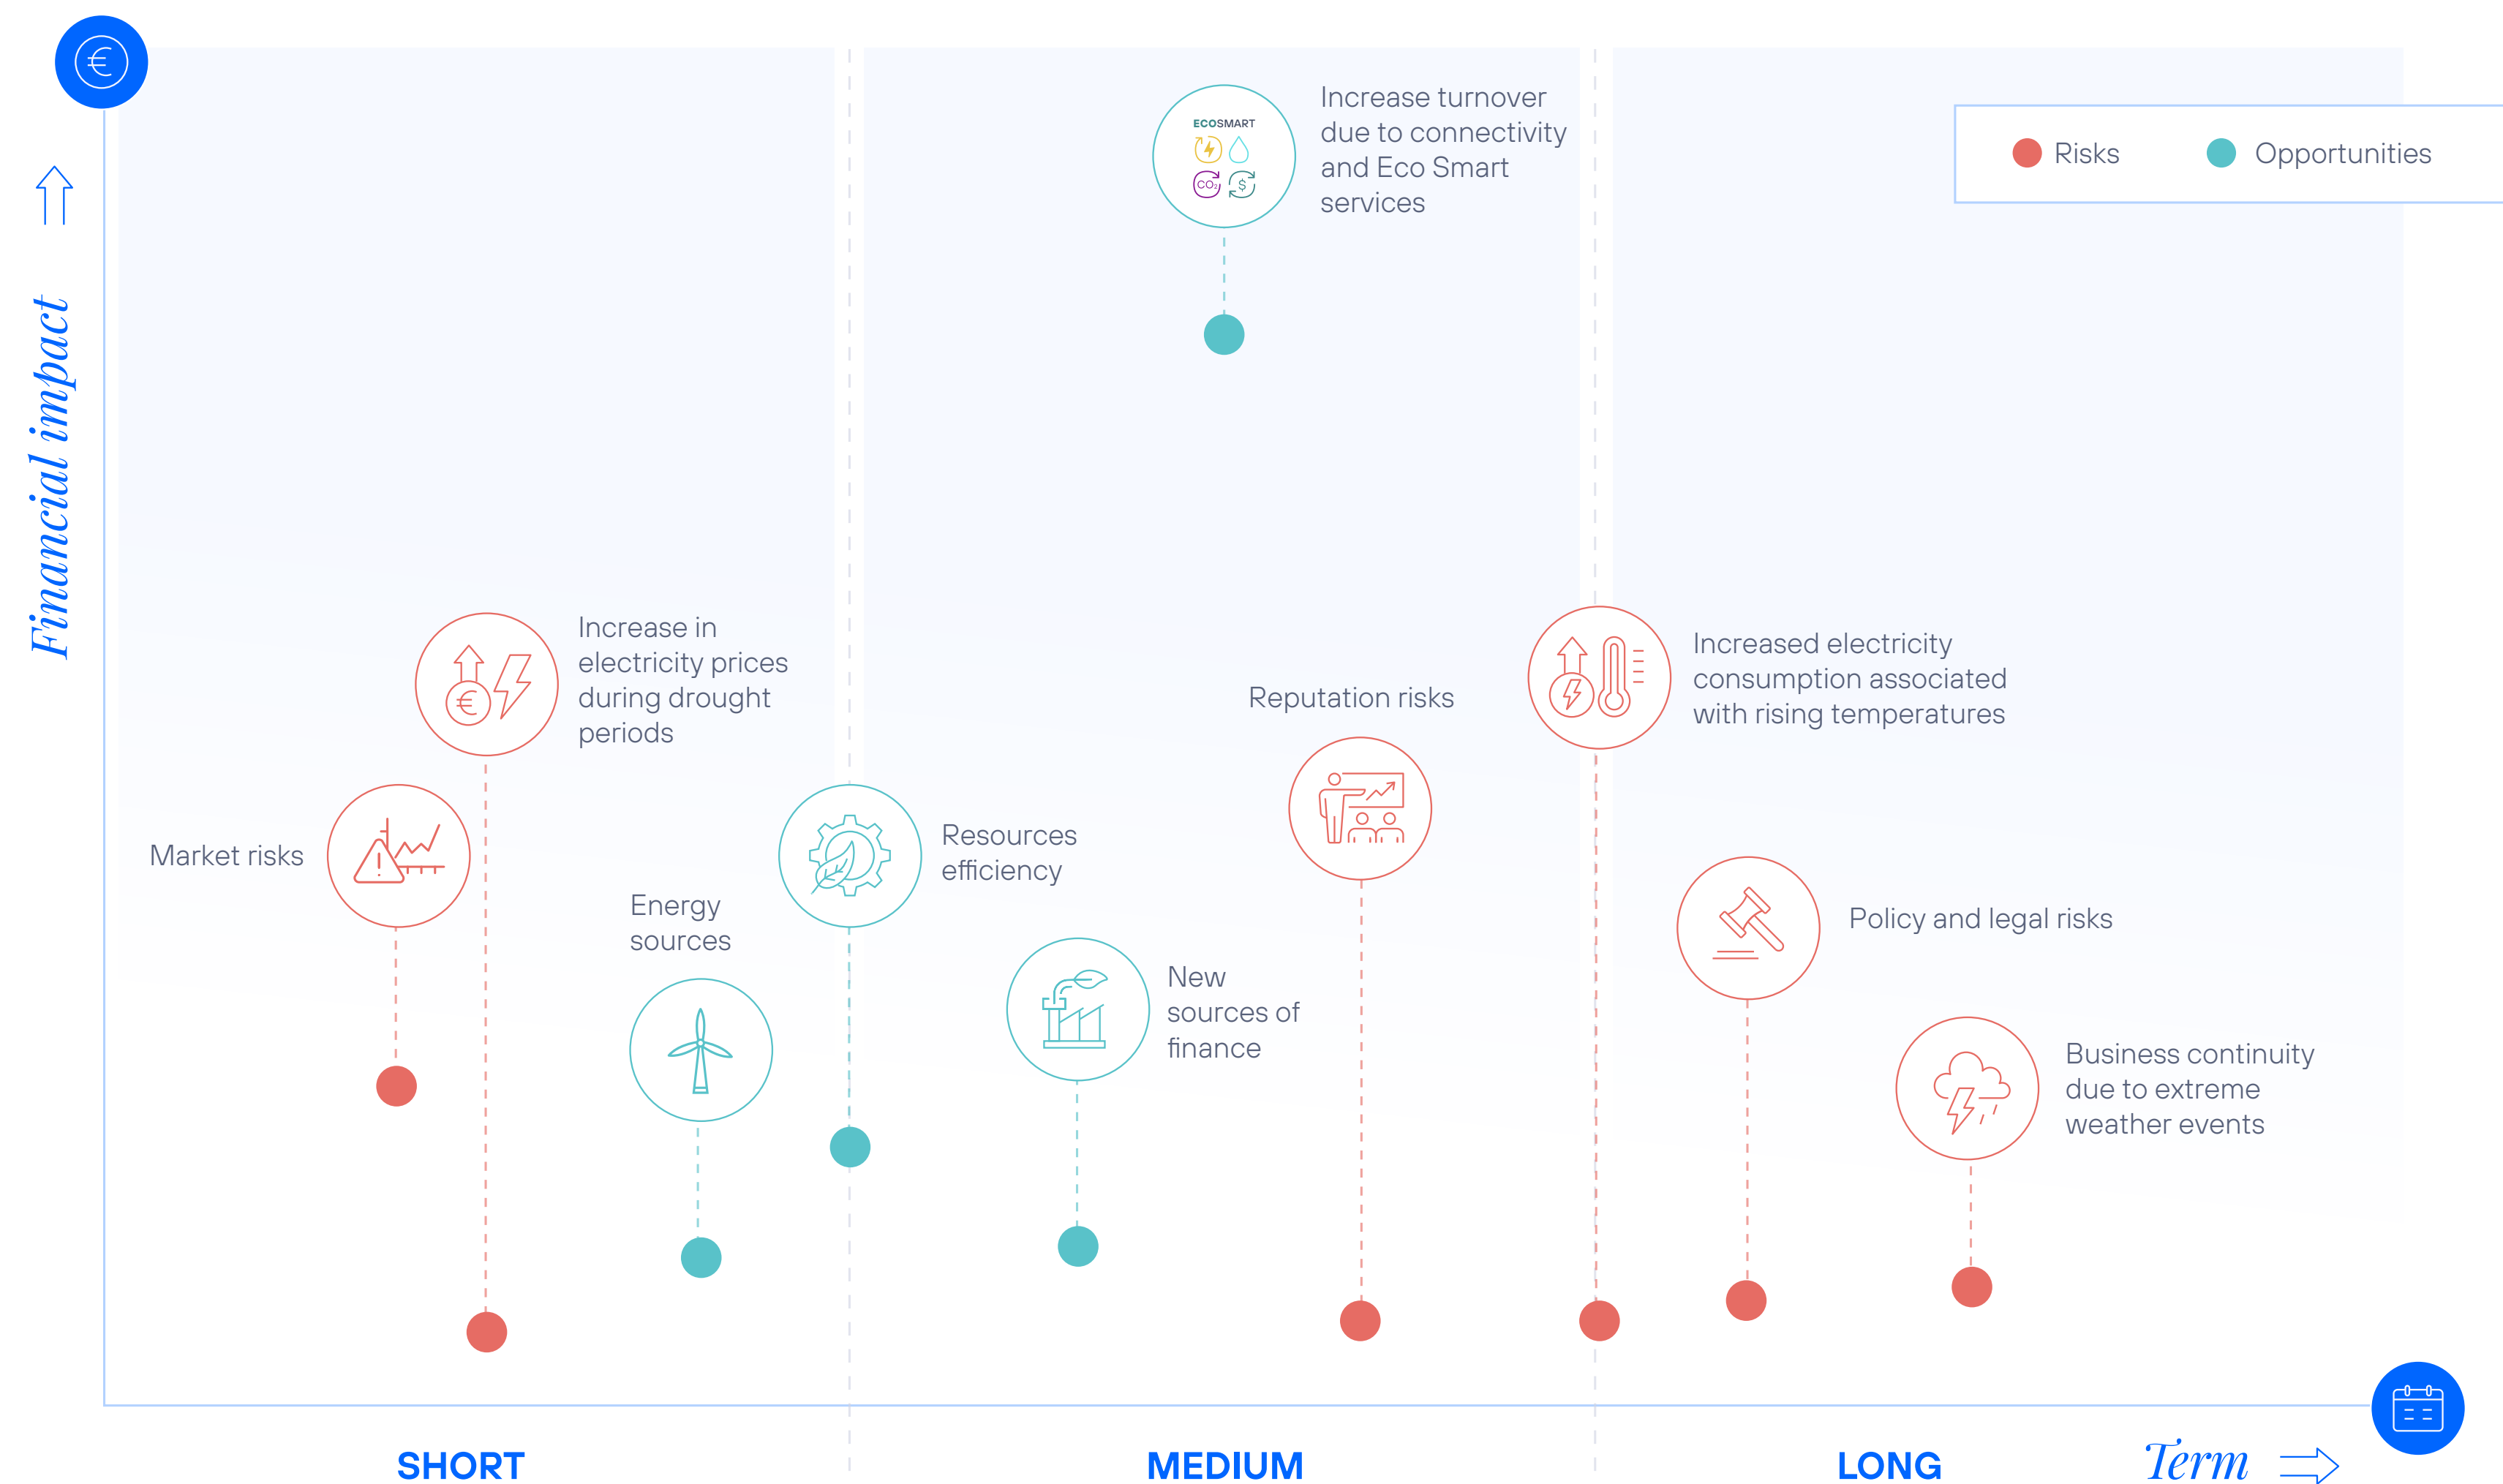 ECOSMART
CO₂
$
Increase turnover
due to connectivity
and Eco Smart
services
Risks
Opportunities
€
Financial impact
Increase in
electricity prices
during drought
periods
€
Increased electricity
consumption associated
with rising temperatures
Reputation risks
Market risks
Resources
efficiency
Energy
sources
Policy and legal risks
New
sources of
finance
Business continuity
due to extreme
weather events
SHORT
MEDIUM
LONG
Term